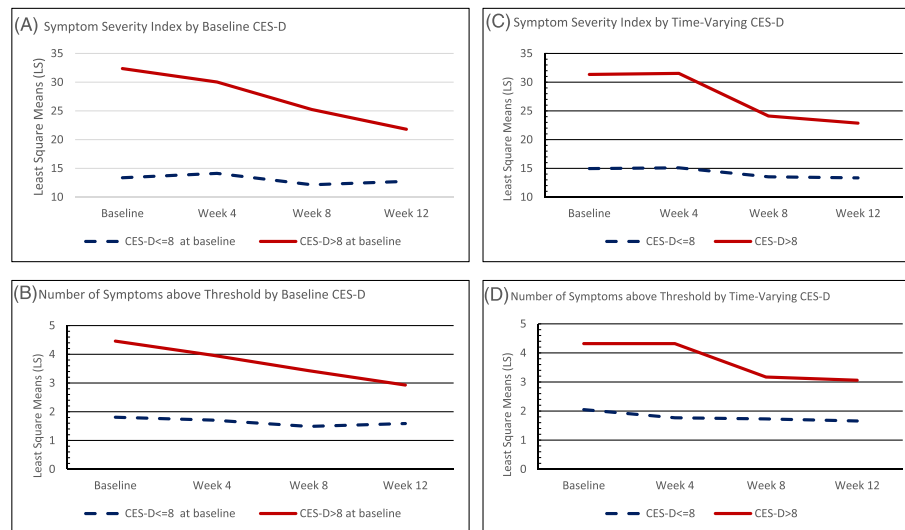 (A) Symptom Severity Index by Baseline CES-D
Least Square Means (LS)
35
30
25
20
15
10
Baseline Week 4 Week 8 Week 12
CES-D<=8 at baseline CES-D>8 at baseline
(C) Symptom Severity Index by Time-Varying CES-D
Least Square Means (LS)
35
30
25
20
15
10
Baseline Week 4 Week 8 Week 12
CES-D<=8 CES-D>8
(B) Number of Symptoms above Threshold by Baseline CES-D
Least Square Means (LS)
5
4
3
2
1
0
Baseline Week 4 Week 8 Week 12
CES-D<=8 at baseline CES-D>8 at baseline
(D) Number of Symptoms above Threshold by Time-Varying CES-D
Least Square Means (LS)
5
4
3
2
1
0
Baseline Week 4 Week 8 Week 12
CES-D<=8 CES-D>8